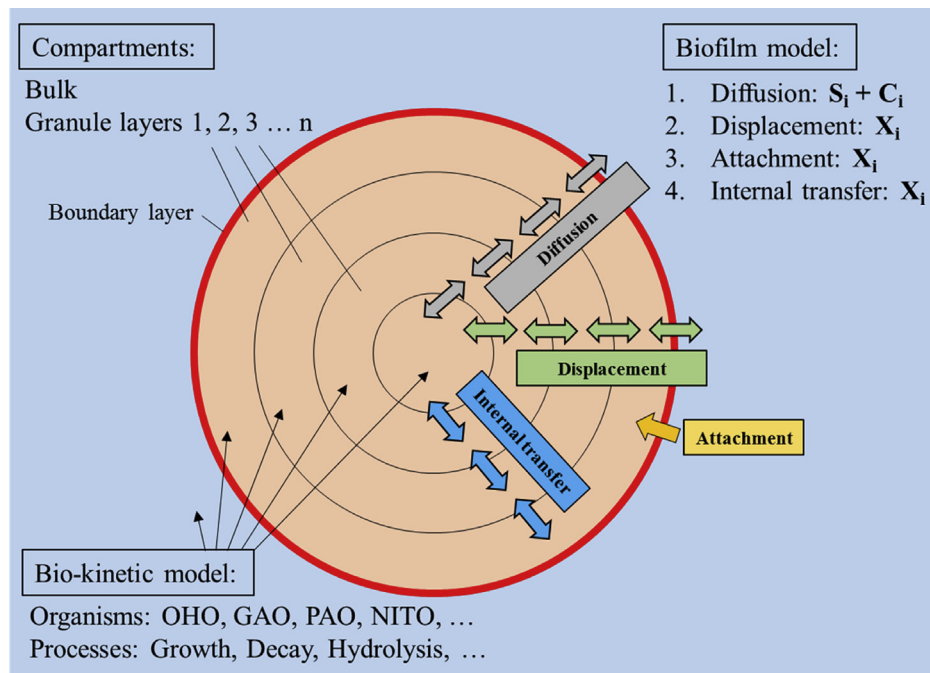 Compartments:
Bulk
Granule layers 1, 2, 3 … n
Boundary layer
Biofilm model:
1. Diffusion: Si + Ci
2. Displacement: Xi
3. Attachment: Xi
4. Internal transfer: Xi
Diffusion
Displacement
Internal transfer
Attachment
Bio-kinetic model:
Organisms: OHO, GAO, PAO, NITO, …
Processes: Growth, Decay, Hydrolysis, …